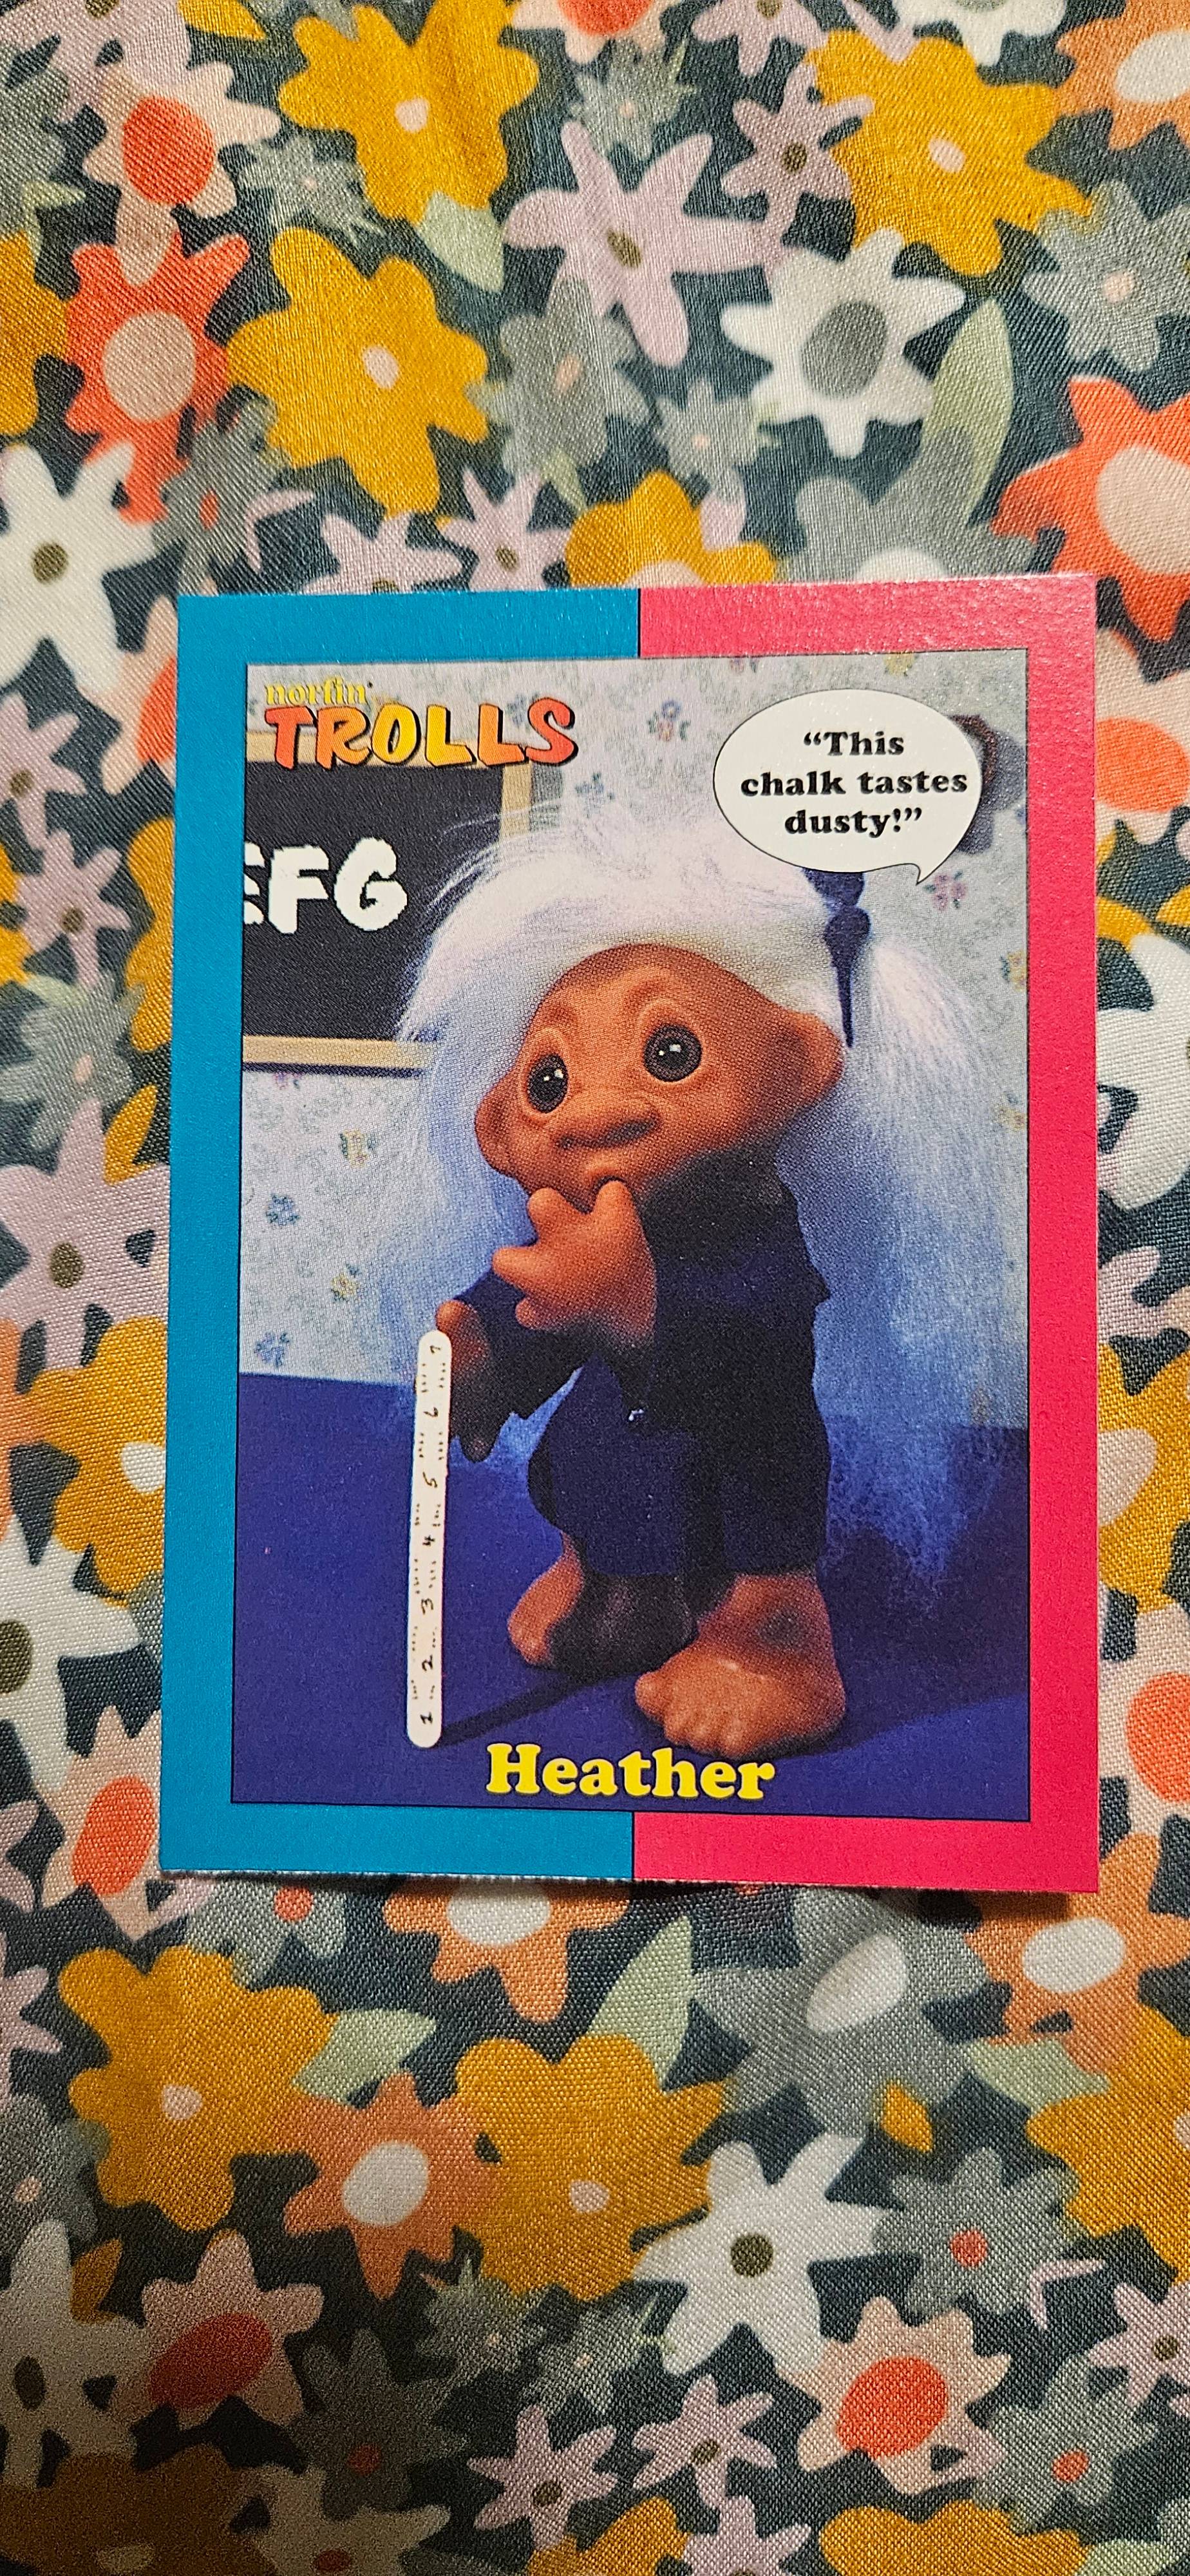 norfin®
TROLLS
“This
chalk tastes
dusty!”
EFG
7
6
5
4
3
2
1
Heather